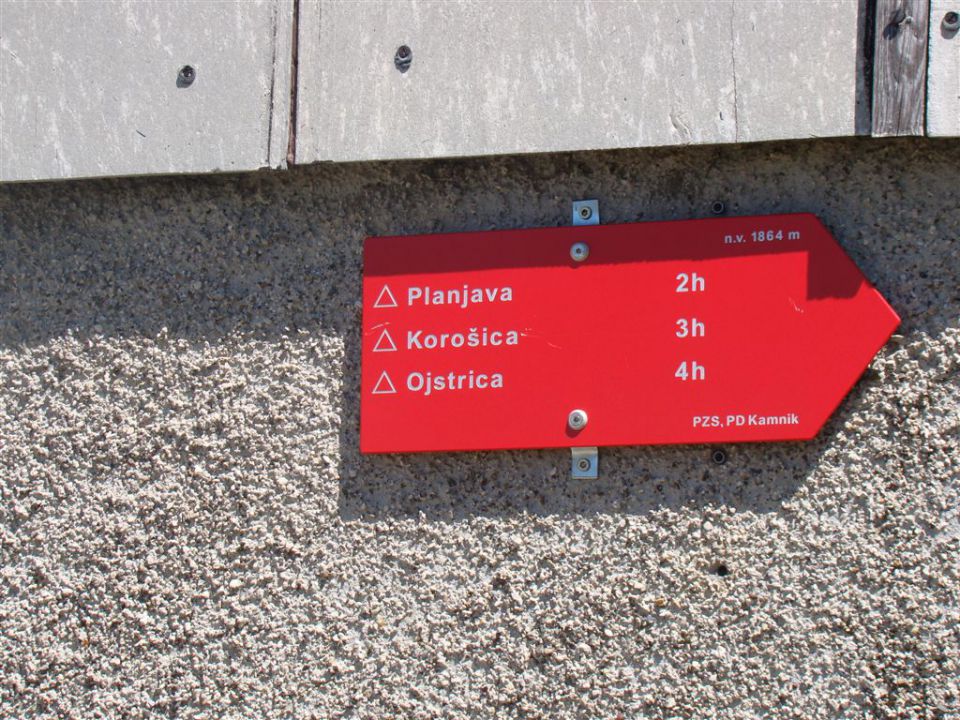 n.v. 1864 m
Planjava 2h
Korošica 3h
Ojstrica 4h
PZS, PD Kamnik